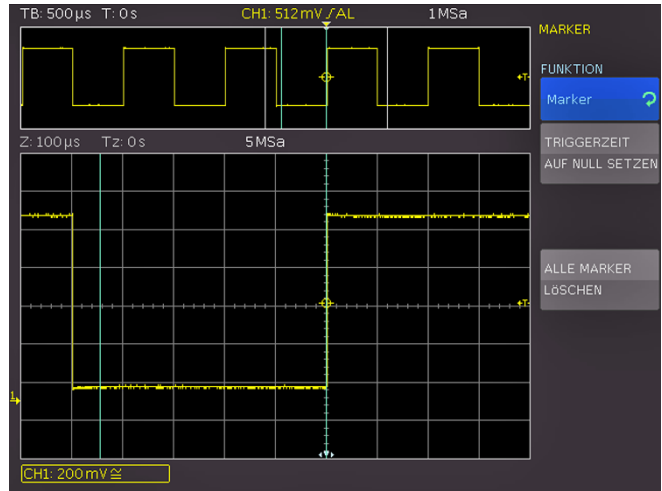 TB: 500µs T: 0s CH1: 512mV AL 1MSa
MARKER
FUNKTION
Marker
T
TRIGGERZEIT
AUF NULL SETZEN
Z: 100µs Tz: 0s 5MSa
ALLE MARKER
LöSCHEN
T
1
CH1: 200mV≅